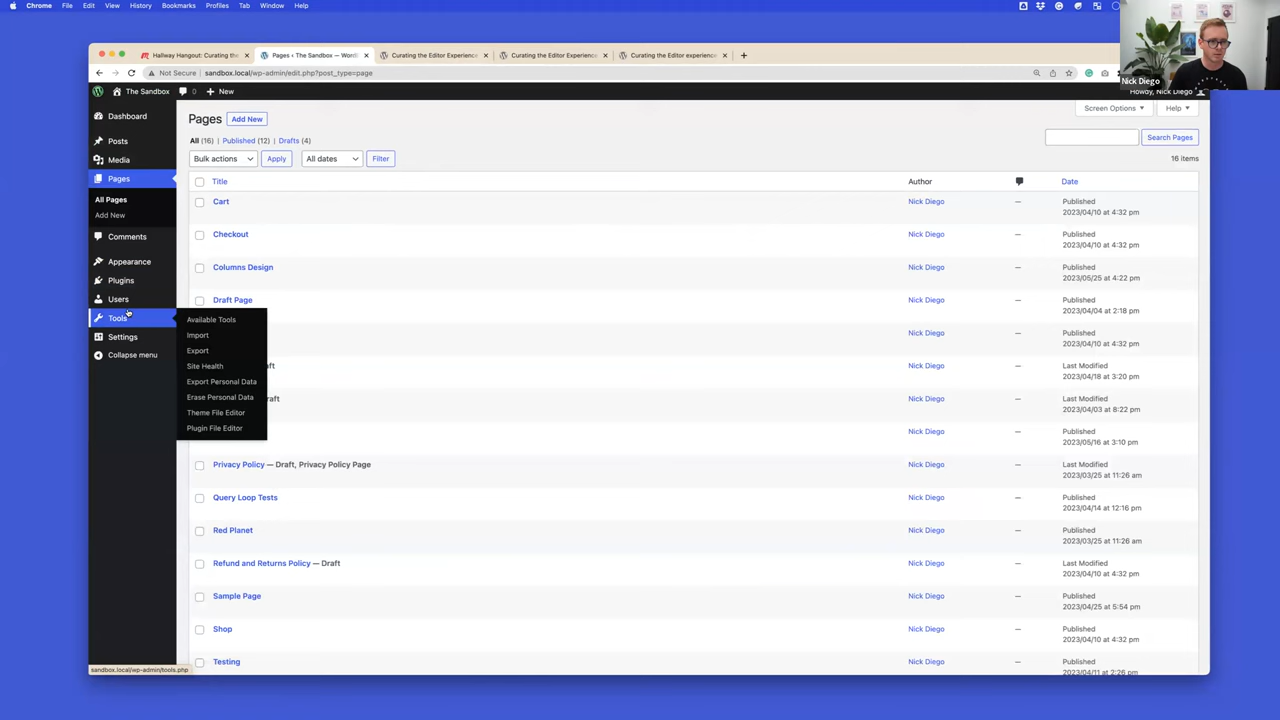 Chrome File Edit View History Bookmarks Profiles Tab Window Help
Hallway Hangout: Curating the
Pages ‹ The Sandbox — Word
Curating the Editor Experience
Curating the Editor Experience
Curating the Editor experience
Not Secure sandbox.local/wp-admin/edit.php?post_type=page
Nick Diego
The Sandbox 0 New
Howdy, Nick Diego
Dashboard
Posts
Media
Pages
All Pages
Add New
Comments
Appearance
Plugins
Users
Tools
Settings
Collapse menu
Available Tools
Import
Export
Site Health
Export Personal Data
Erase Personal Data
Theme File Editor
Plugin File Editor
Pages Add New
Screen Options Help
All (16) | Published (12) | Drafts (4)
Search Pages
Bulk actions Apply All dates Filter
16 items
Title Author Date
Cart Nick Diego — Published
2023/04/10 at 4:32 pm
Checkout Nick Diego — Published
2023/04/10 at 4:32 pm
Columns Design Nick Diego — Published
2023/05/25 at 4:22 pm
Draft Page Nick Diego — Published
2023/04/04 at 2:18 pm
Nick Diego — Published
2023/04/10 at 4:32 pm
aft Nick Diego — Last Modified
2023/04/18 at 3:20 pm
raft Nick Diego — Last Modified
2023/04/03 at 8:22 pm
Nick Diego — Published
2023/05/16 at 3:10 pm
Privacy Policy — Draft, Privacy Policy Page Nick Diego — Last Modified
2023/03/25 at 11:26 am
Query Loop Tests Nick Diego — Published
2023/04/14 at 12:16 pm
Red Planet Nick Diego — Published
2023/03/25 at 11:26 am
Refund and Returns Policy — Draft Nick Diego — Last Modified
2023/04/10 at 4:32 pm
Sample Page Nick Diego — Published
2023/04/25 at 5:54 pm
Shop Nick Diego — Published
2023/04/10 at 4:32 pm
Testing Nick Diego — Published
2023/04/11 at 2:26 pm
sandbox.local/wp-admin/tools.php